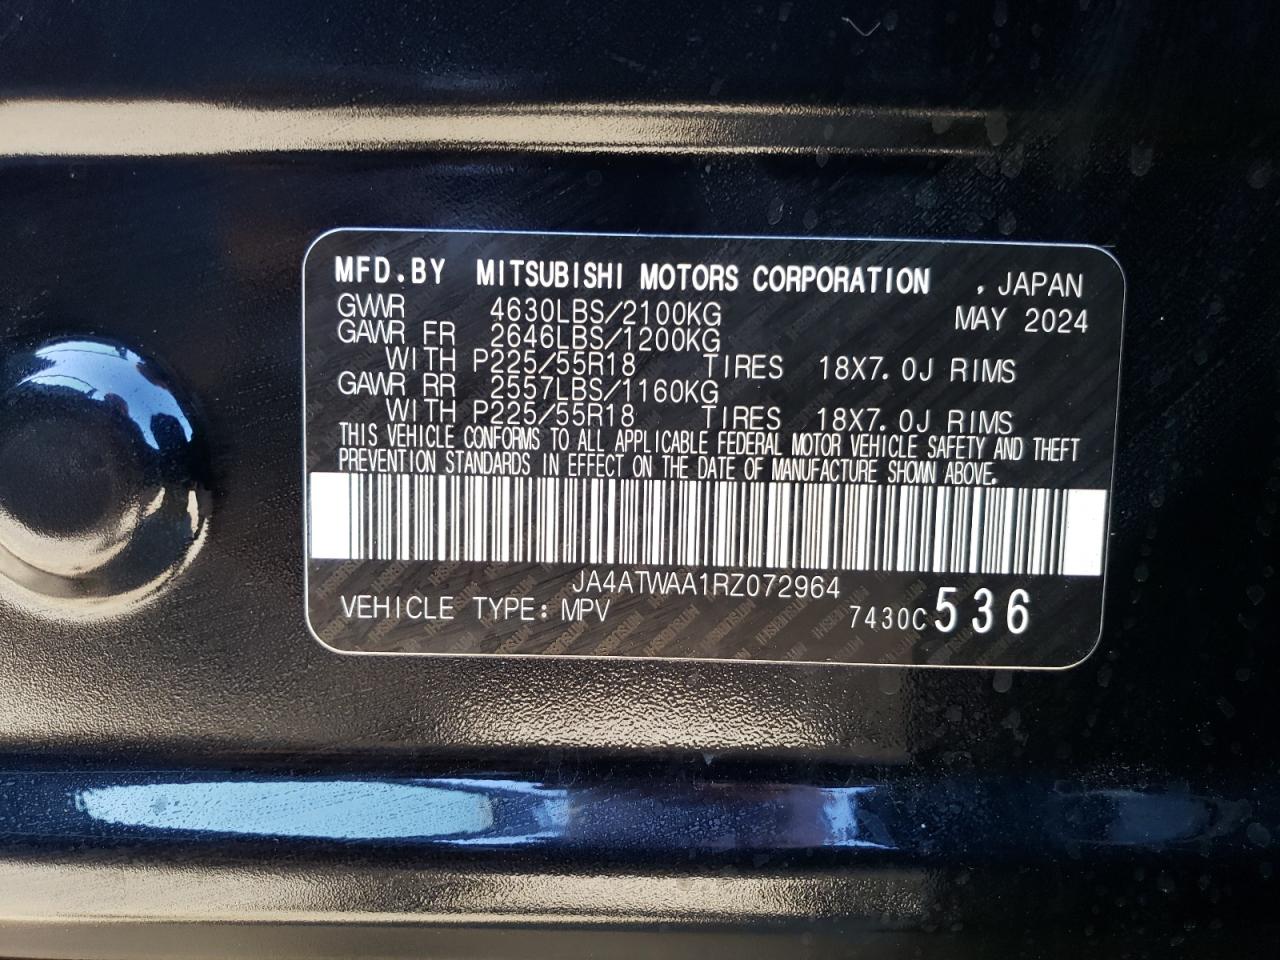 MFD.BY MITSUBISHI MOTORS CORPORATION , JAPAN
GVWR 4630LBS/2100KG MAY 2024
GAWR FR 2646LBS/1200KG
WITH P225/55R18 TIRES 18X7.0J RIMS
GAWR RR 2557LBS/1160KG
WITH P225/55R18 TIRES 18X7.0J RIMS
THIS VEHICLE CONFORMS TO ALL APPLICABLE FEDERAL MOTOR VEHICLE SAFETY AND THEFT
PREVENTION STANDARDS IN EFFECT ON THE DATE OF MANUFACTURE SHOWN ABOVE.
JA4ATWAA1RZ072964
VEHICLE TYPE: MPV 7430C 536